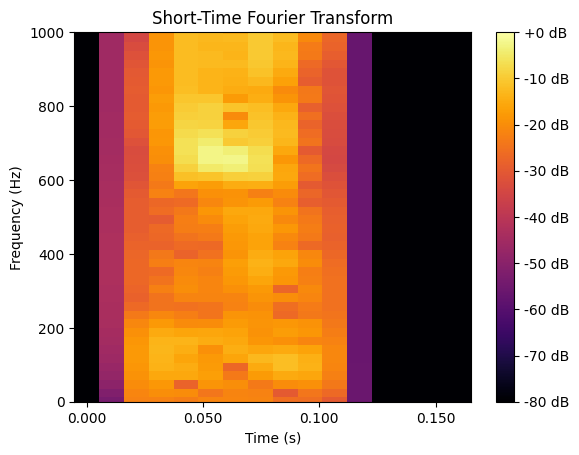 Short-Time Fourier Transform
1000
800
600
400
200
0
Frequency (Hz)
0.000
0.050
0.100
0.150
Time (s)
+0 dB
-10 dB
-20 dB
-30 dB
-40 dB
-50 dB
-60 dB
-70 dB
-80 dB